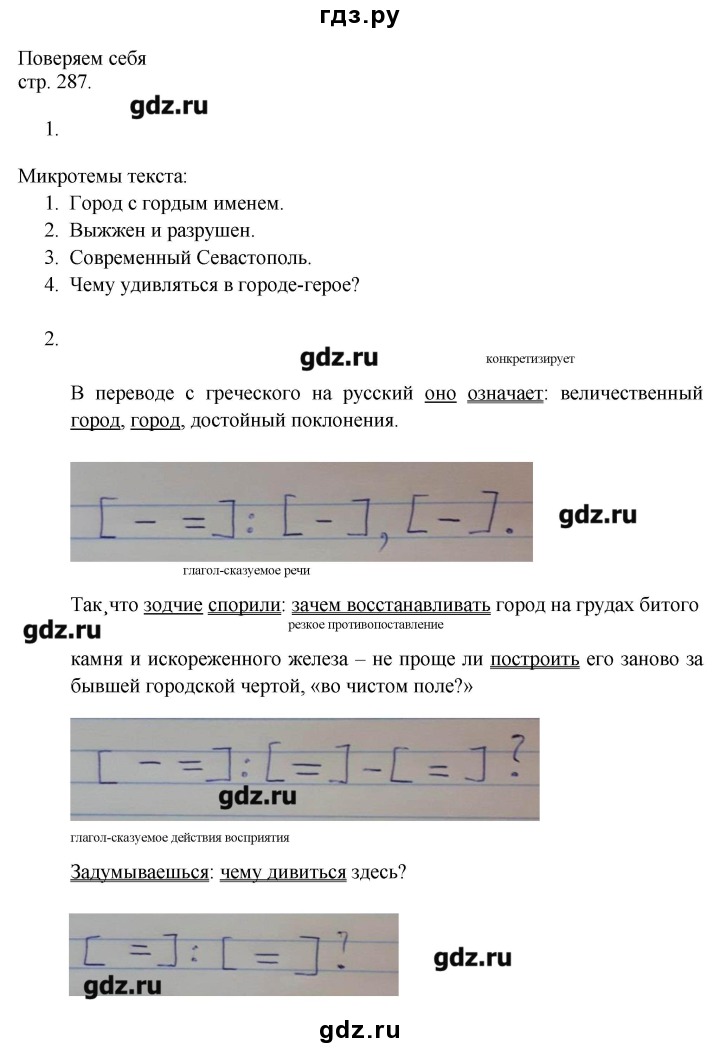 гдз.ру
Поверяем себя
стр. 287.
gdz.ru
1.
Микротемы текста:
1. Город с гордым именем.
2. Выжжен и разрушен.
3. Современный Севастополь.
4. Чему удивляться в городе-герое?
2.
gdz.ru
конкретизирует
В переводе с греческого на русский оно означает: величественный
город, город, достойный поклонения.
[ – = ] : [ – ] , [ – ] .
gdz.ru
глагол-сказуемое речи
Так,что зодчие спорили: зачем восстанавливать город на грудах битого
gdz.ru
резкое противопоставление
камня и искореженного железа – не проще ли построить его заново за
бывшей городской чертой, «во чистом поле?»
[ – = ] : [ = ] – [ = ] ?
gdz.ru
глагол-сказуемое действия восприятия
Задумываешься: чему дивиться здесь?
[ = ] : [ = ] ?
gdz.ru
gdz.ru
gdz.ru